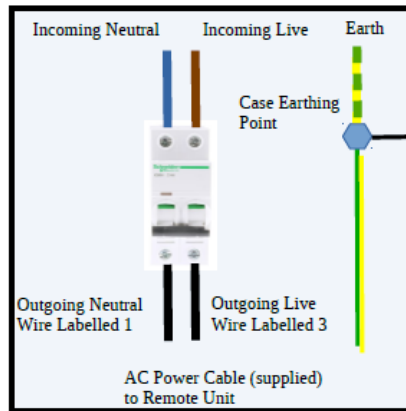 Incoming Neutral
Incoming Live
Earth
Case Earthing
Point
Outgoing Neutral
Wire Labelled 1
Outgoing Live
Wire Labelled 3
AC Power Cable (supplied)
to Remote Unit